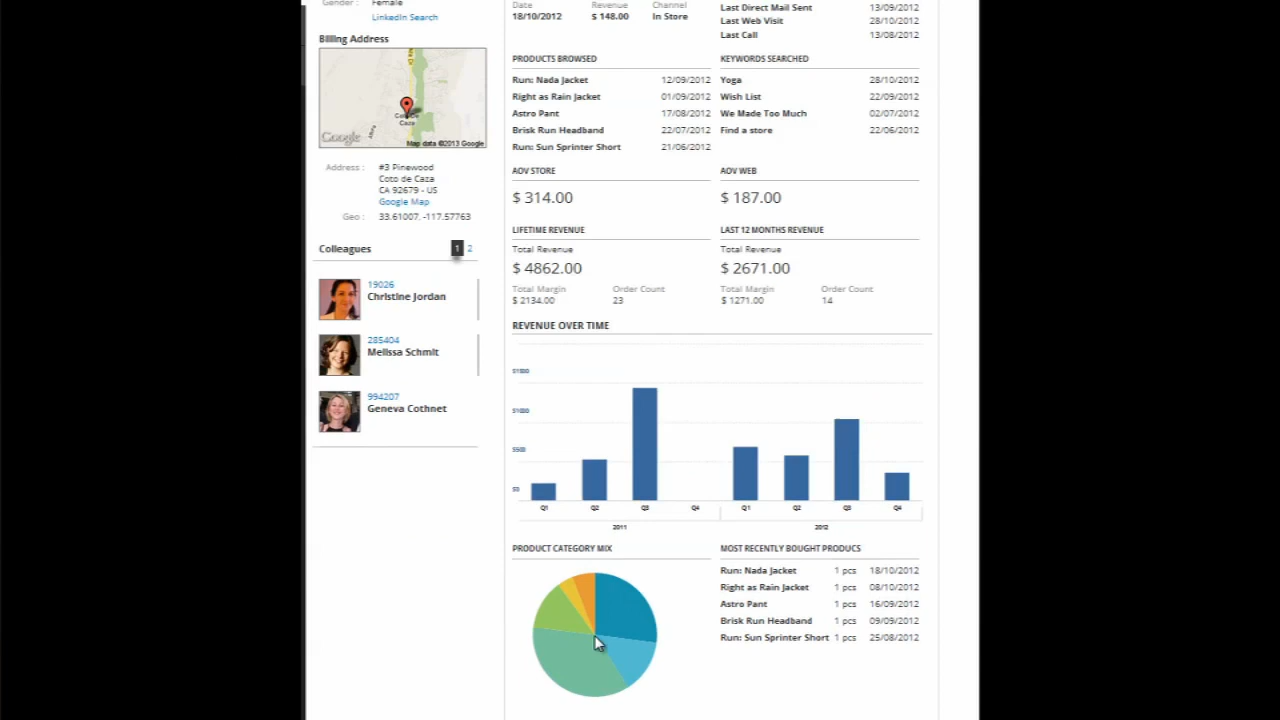 Gender : Female
LinkedIn Search
Billing Address
Coto De
Caza
Google
Map data ©2013 Google
Address : #3 Pinewood
Coto de Caza
CA 92679 - US
Google Map
Geo : 33.61007, -117.57763
Colleagues 1 2
19026
Christine Jordan
285404
Melissa Schmit
994207
Geneva Cothnet
Date Revenue Channel
18/10/2012 $ 148.00 In Store
Last Direct Mail Sent 13/09/2012
Last Web Visit 28/10/2012
Last Call 13/08/2012
PRODUCTS BROWSED
Run: Nada Jacket 12/09/2012
Right as Rain Jacket 01/09/2012
Astro Pant 17/08/2012
Brisk Run Headband 22/07/2012
Run: Sun Sprinter Short 21/06/2012
KEYWORDS SEARCHED
Yoga 28/10/2012
Wish List 22/09/2012
We Made Too Much 02/07/2012
Find a store 22/06/2012
AOV STORE
$ 314.00
AOV WEB
$ 187.00
LIFETIME REVENUE
Total Revenue
$ 4862.00
Total Margin Order Count
$ 2134.00 23
LAST 12 MONTHS REVENUE
Total Revenue
$ 2671.00
Total Margin Order Count
$ 1271.00 14
REVENUE OVER TIME
$1000
$500
$0
Q1 Q2 Q3 Q4 Q1 Q2 Q3 Q4
2011 2012
PRODUCT CATEGORY MIX
MOST RECENTLY BOUGHT PRODUCS
Run: Nada Jacket 1 pcs 18/10/2012
Right as Rain Jacket 1 pcs 08/10/2012
Astro Pant 1 pcs 16/09/2012
Brisk Run Headband 1 pcs 09/09/2012
Run: Sun Sprinter Short 1 pcs 25/08/2012